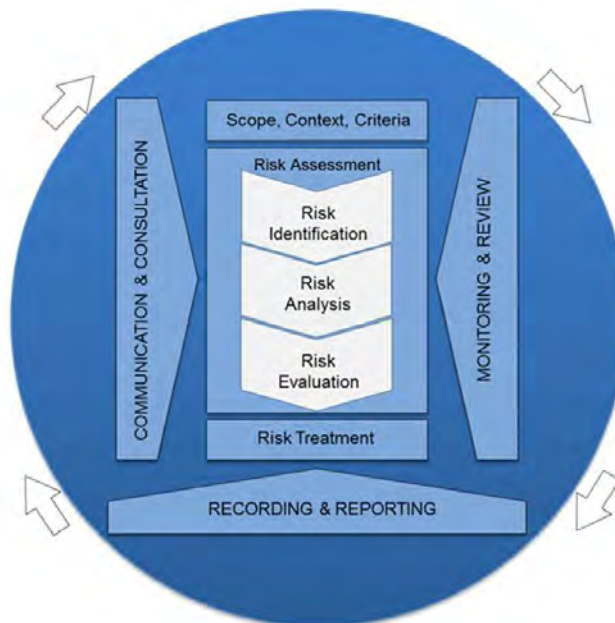 Scope, Context, Criteria
Risk Assessment
Risk
Identification
Risk
Analysis
Risk
Evaluation
Risk Treatment
COMMUNICATION & CONSULTATION
MONITORING & REVIEW
RECORDING & REPORTING